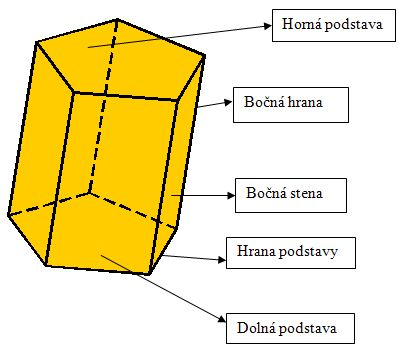 Horná podstava
Bočná hrana
Bočná stena
Hrana podstavy
Dolná podstava